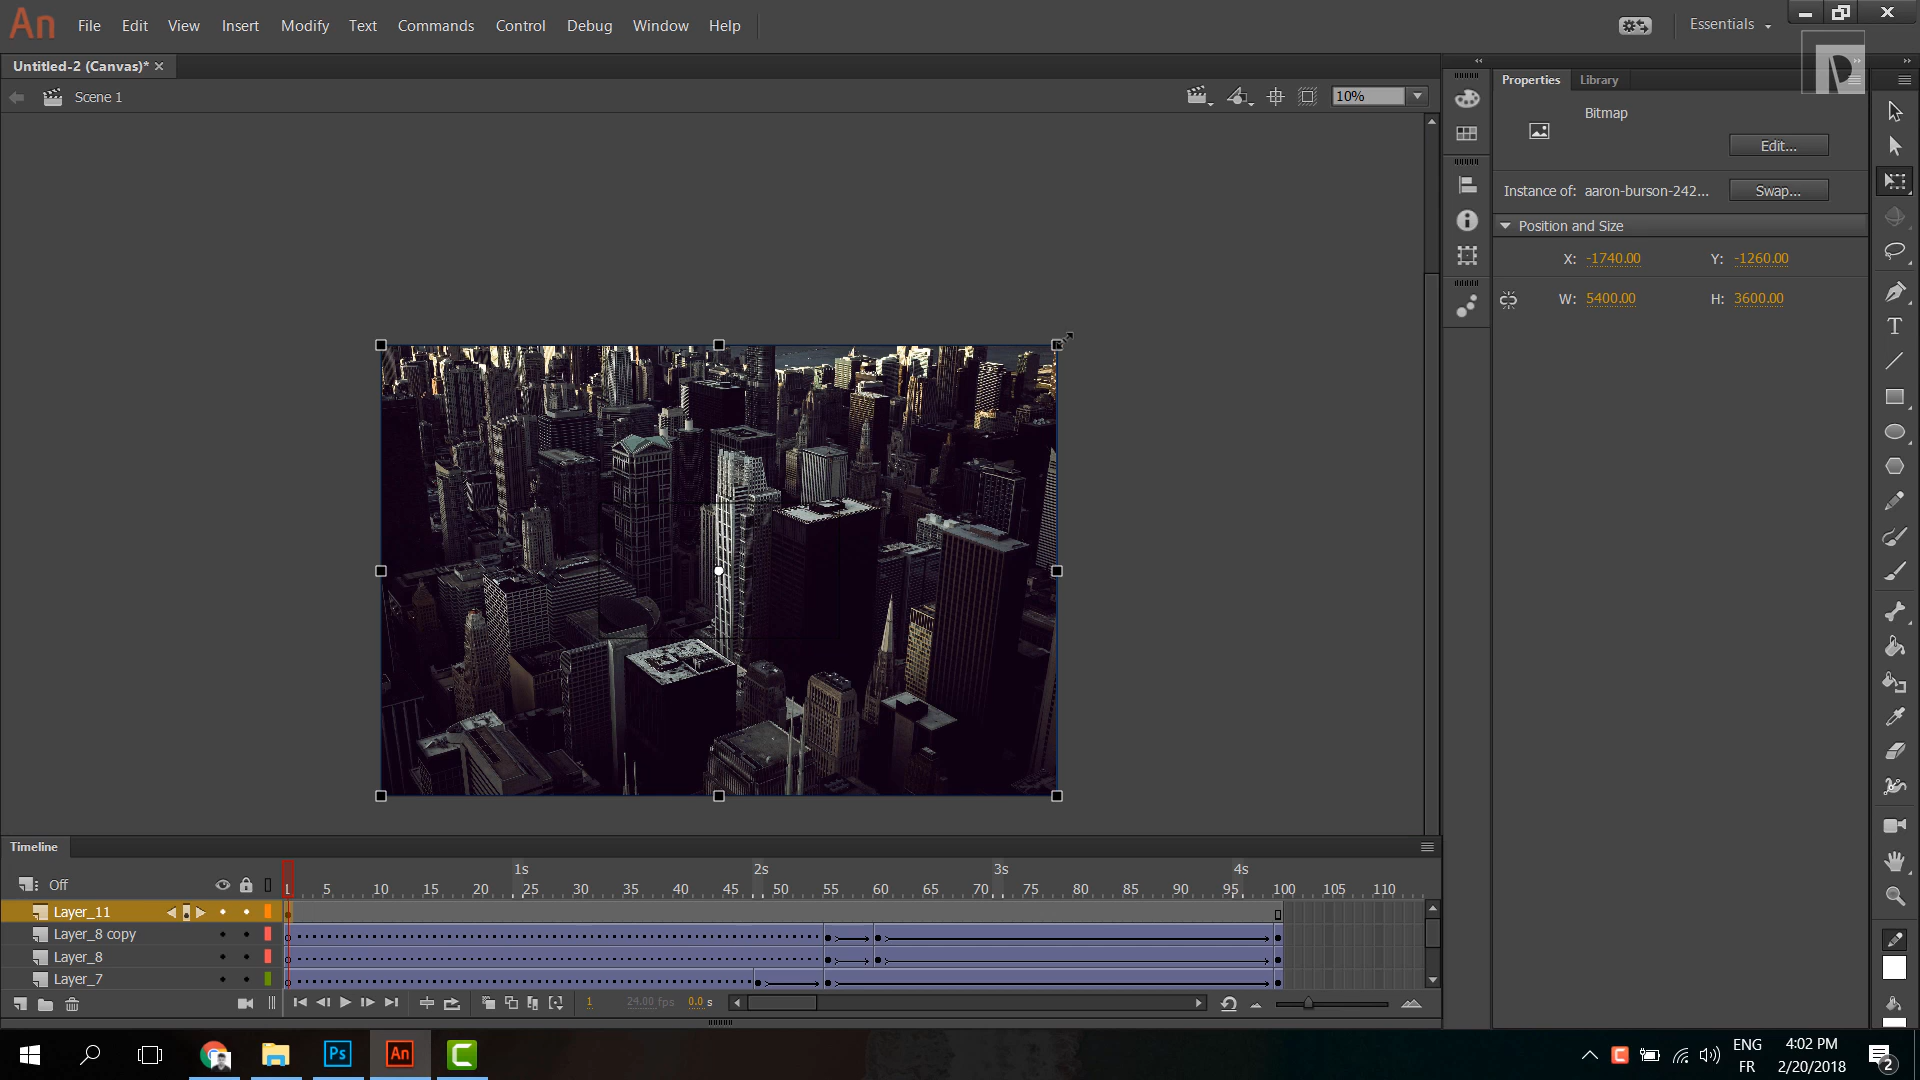 An File Edit View Insert Modify Text Commands Control Debug Window Help Essentials
Untitled-2 (Canvas)* ×
Scene 1 10%
Properties Library
Bitmap
Edit...
Instance of: aaron-burson-242... Swap...
Position and Size
X: -1740.00 Y: -1260.00
W: 5400.00 H: 3600.00
Timeline
1s 2s 3s 4s
Off 1 5 10 15 20 25 30 35 40 45 50 55 60 65 70 75 80 85 90 95 100 105 110
Layer_11
Layer_8 copy
Layer_8
Layer_7
1 24.00 fps 0.0 s
Ps An
ENG 4:02 PM
FR 2/20/2018 2